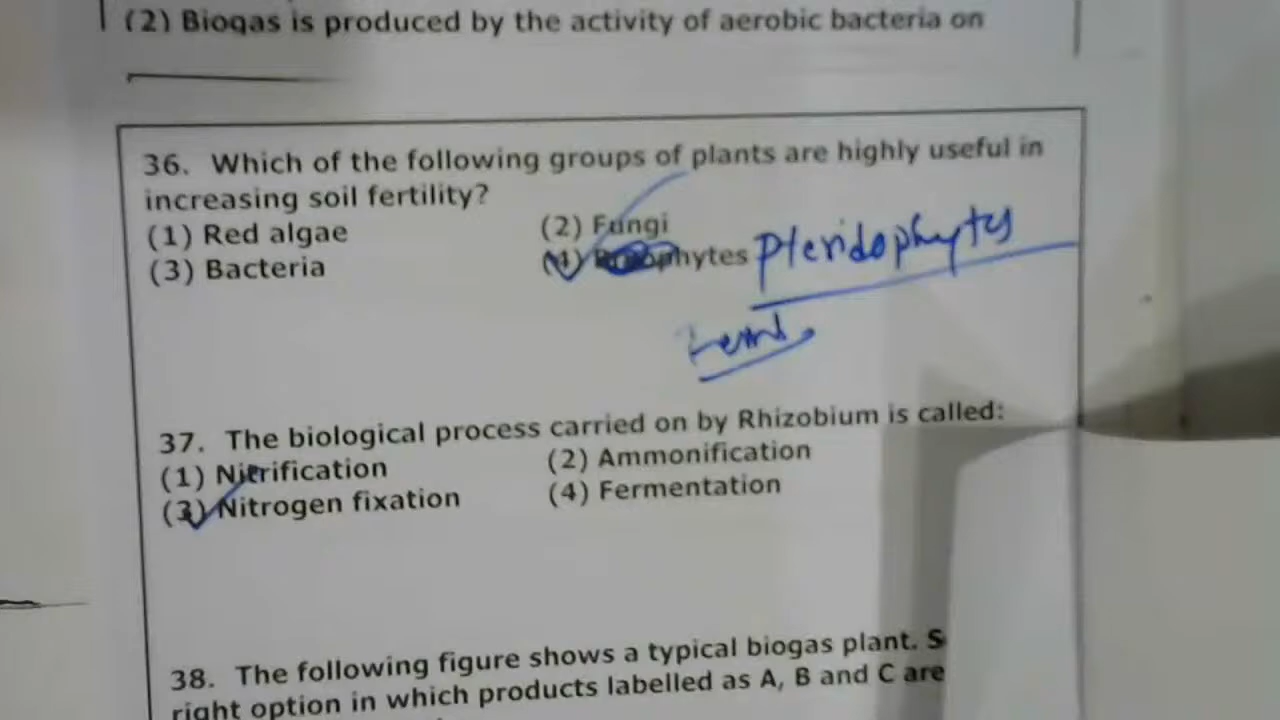 (2) Biogas is produced by the activity of aerobic bacteria on
36. Which of the following groups of plants are highly useful in
increasing soil fertility?
(1) Red algae (2) Fungi
(3) Bacteria (4) phytes pteridophytes
37. The biological process carried on by Rhizobium is called:
(1) Nitrification (2) Ammonification
(3) Nitrogen fixation (4) Fermentation
38. The following figure shows a typical biogas plant. S
right option in which products labelled as A, B and C are